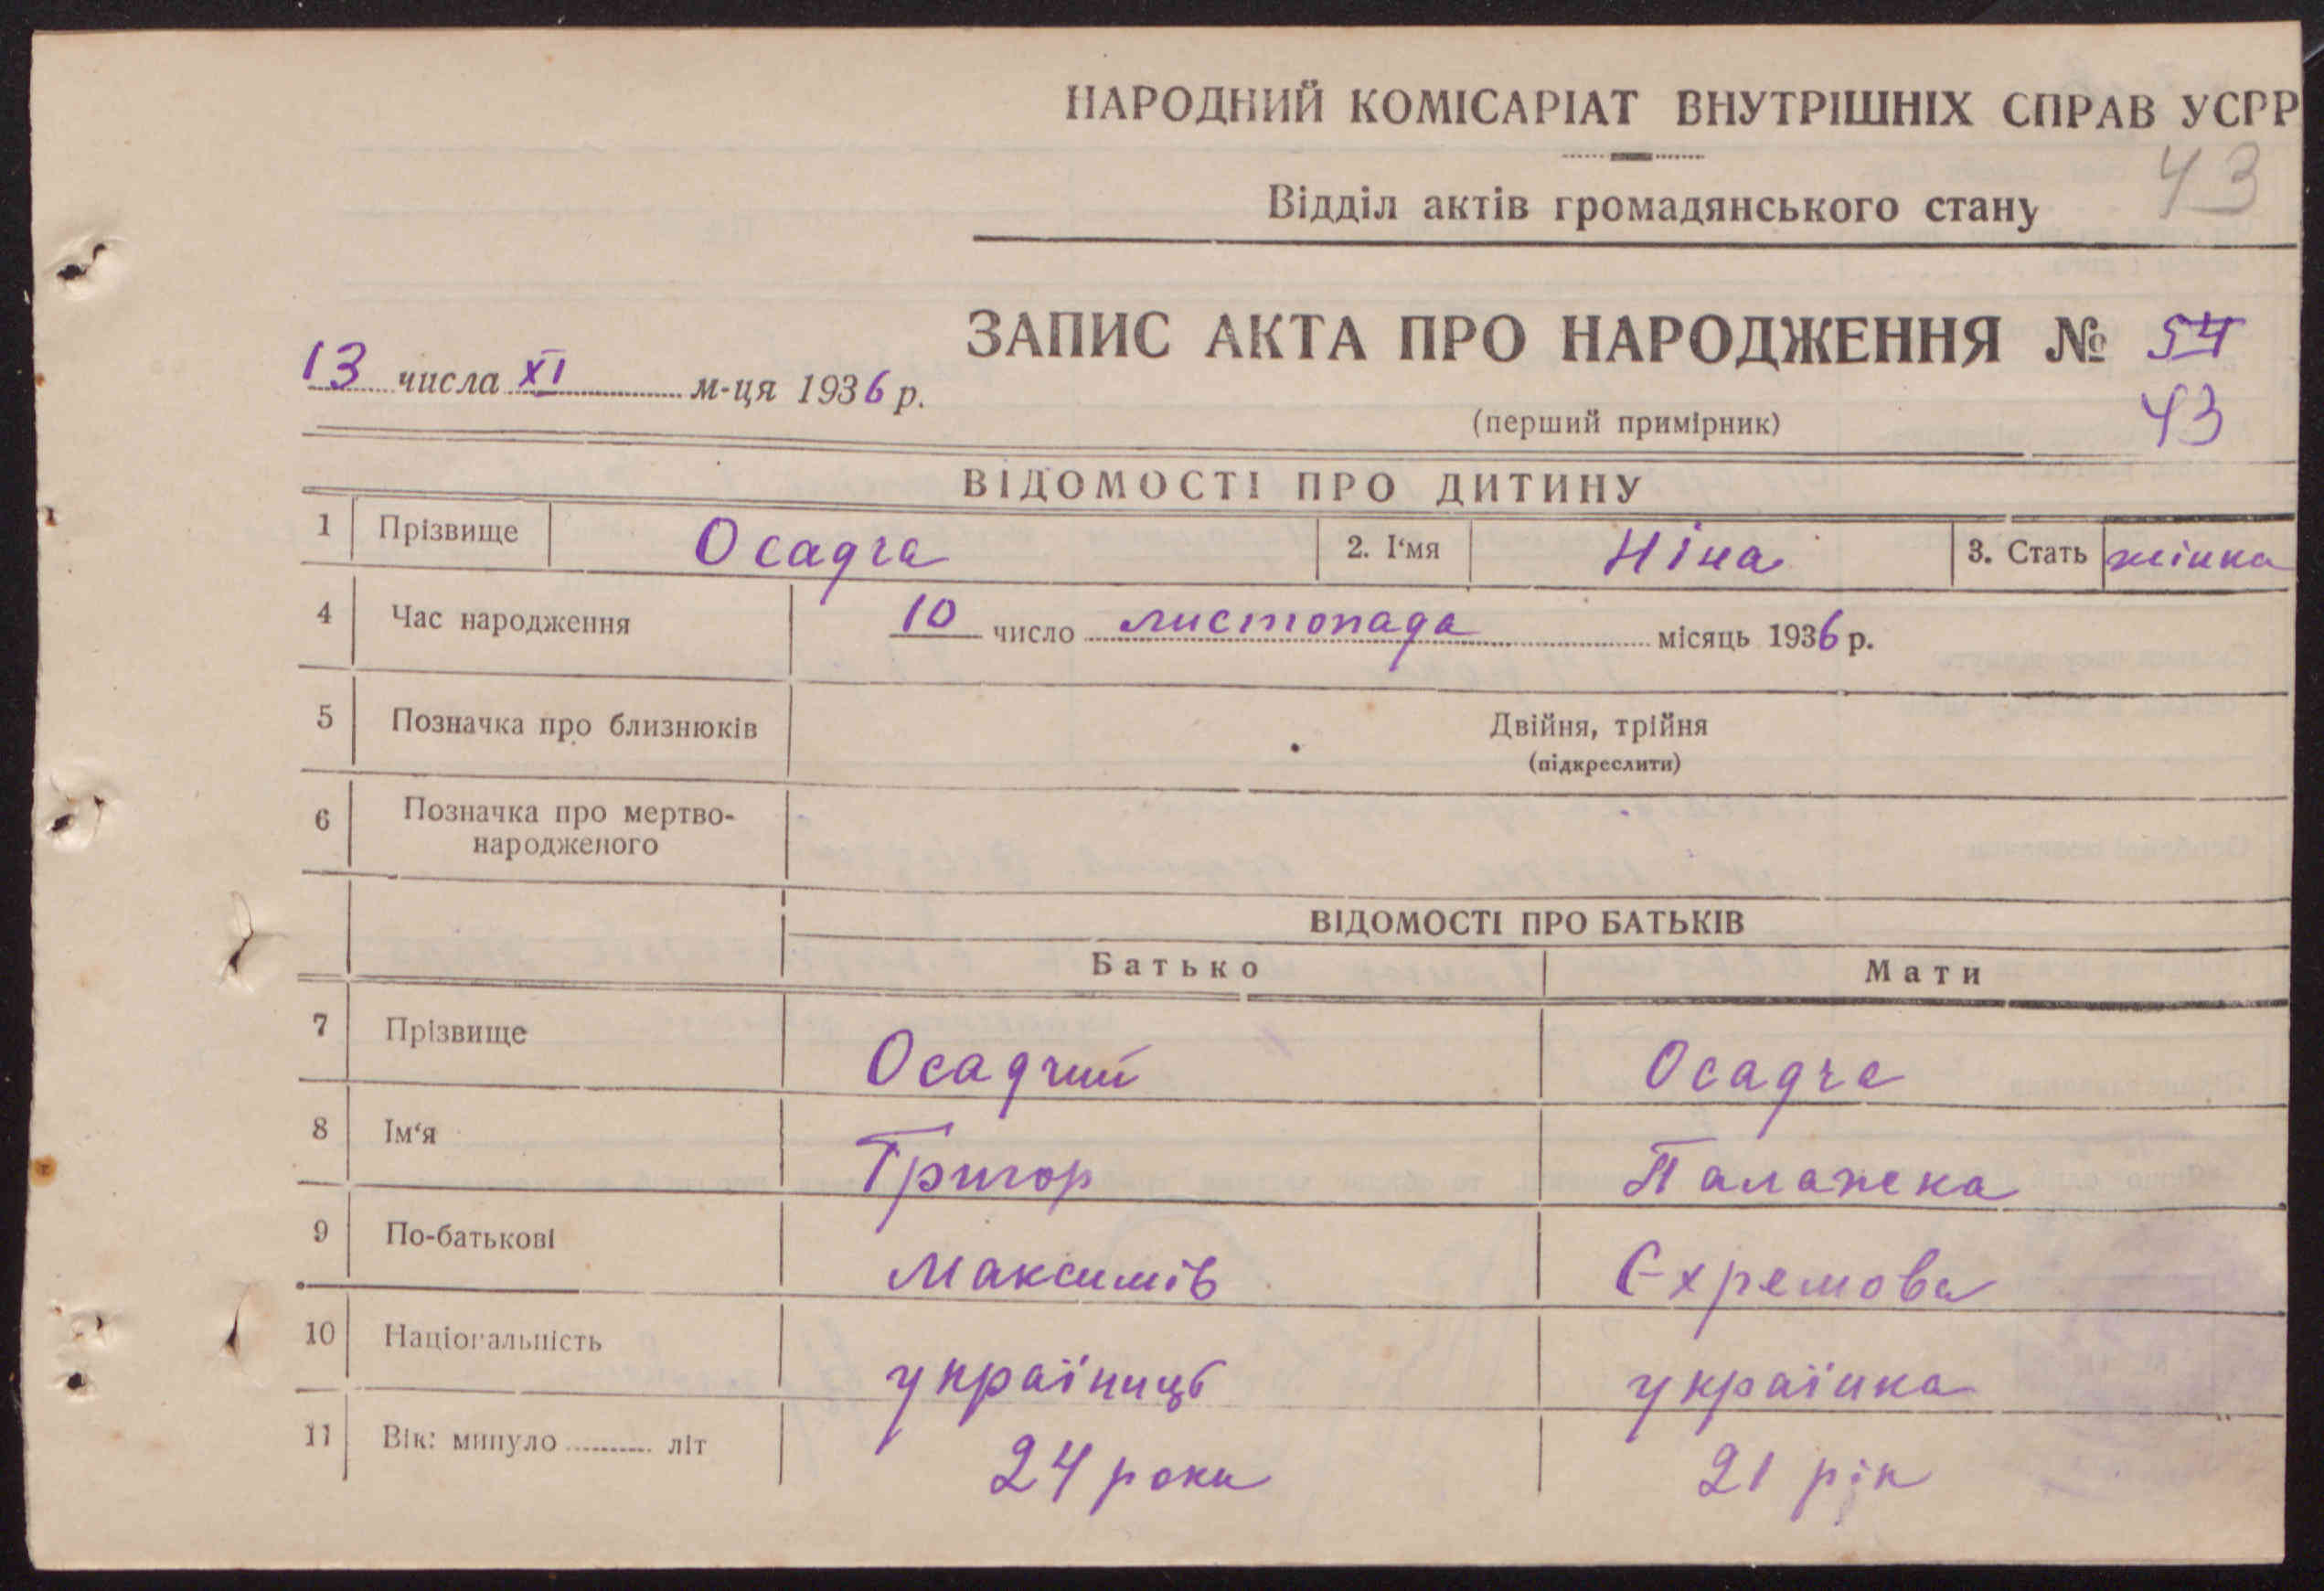 НАРОДНИЙ КОМІСАРІАТ ВНУТРІШНІХ СПРАВ УСРР
43
Відділ актів громадянського стану
ЗАПИС АКТА ПРО НАРОДЖЕННЯ № 54
13 числа XI м-ця 1936 р.
43
(перший примірник)
ВІДОМОСТІ ПРО ДИТИНУ
1 Прізвище Осадча 2. І'мя Ніна 3. Стать жінка
4 Час народження 10 число листопада місяць 1936 р.
5 Позначка про близнюків Двійня, трійня
(підкреслити)
6 Позначка про мертво-
народженого
ВІДОМОСТІ ПРО БАТЬКІВ
Батько Мати
7 Прізвище Осадчий Осадча
8 Ім'я Григор Палажка
9 По-батькові Максимів Єхремова
10 Національність україниць українка
11 Вік: минуло ........... літ 24 роки 21 рік